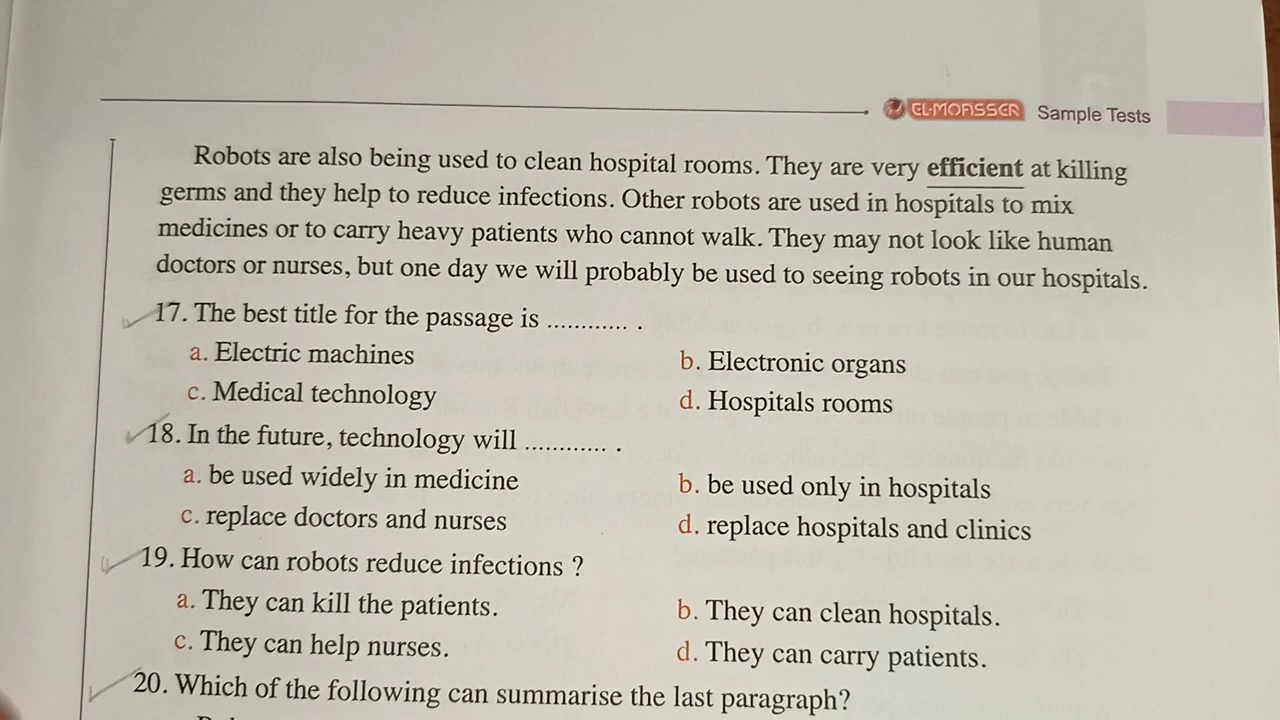 EL-MOASSER Sample Tests
Robots are also being used to clean hospital rooms. They are very efficient at killing
germs and they help to reduce infections. Other robots are used in hospitals to mix
medicines or to carry heavy patients who cannot walk. They may not look like human
doctors or nurses, but one day we will probably be used to seeing robots in our hospitals.
17. The best title for the passage is ............ .
a. Electric machines b. Electronic organs
c. Medical technology d. Hospitals rooms
18. In the future, technology will ............ .
a. be used widely in medicine b. be used only in hospitals
c. replace doctors and nurses d. replace hospitals and clinics
19. How can robots reduce infections ?
a. They can kill the patients. b. They can clean hospitals.
c. They can help nurses. d. They can carry patients.
20. Which of the following can summarise the last paragraph?